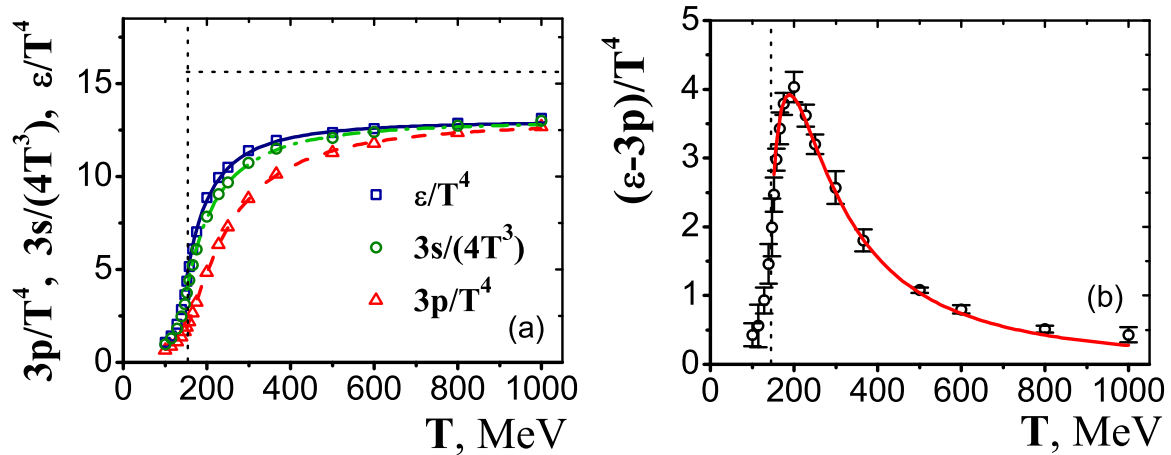 3p/T⁴, 3s/(4T³), ε/T⁴
15
10
5
0
ε/T⁴
3s/(4T³)
3p/T⁴
(a)
0 200 400 600 800 1000
T, MeV
(ε-3p)/T⁴
5
4
3
2
1
0
(b)
0 200 400 600 800 1000
T, MeV